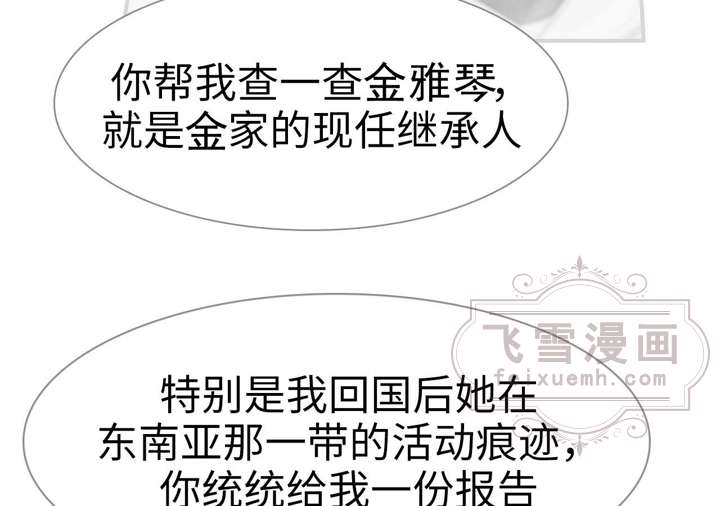 你帮我查一查金雅琴,
就是金家的现任继承人
飞雪漫画
feixuemh.com
特别是我回国后她在
东南亚那一带的活动痕迹,
你统统给我一份报告